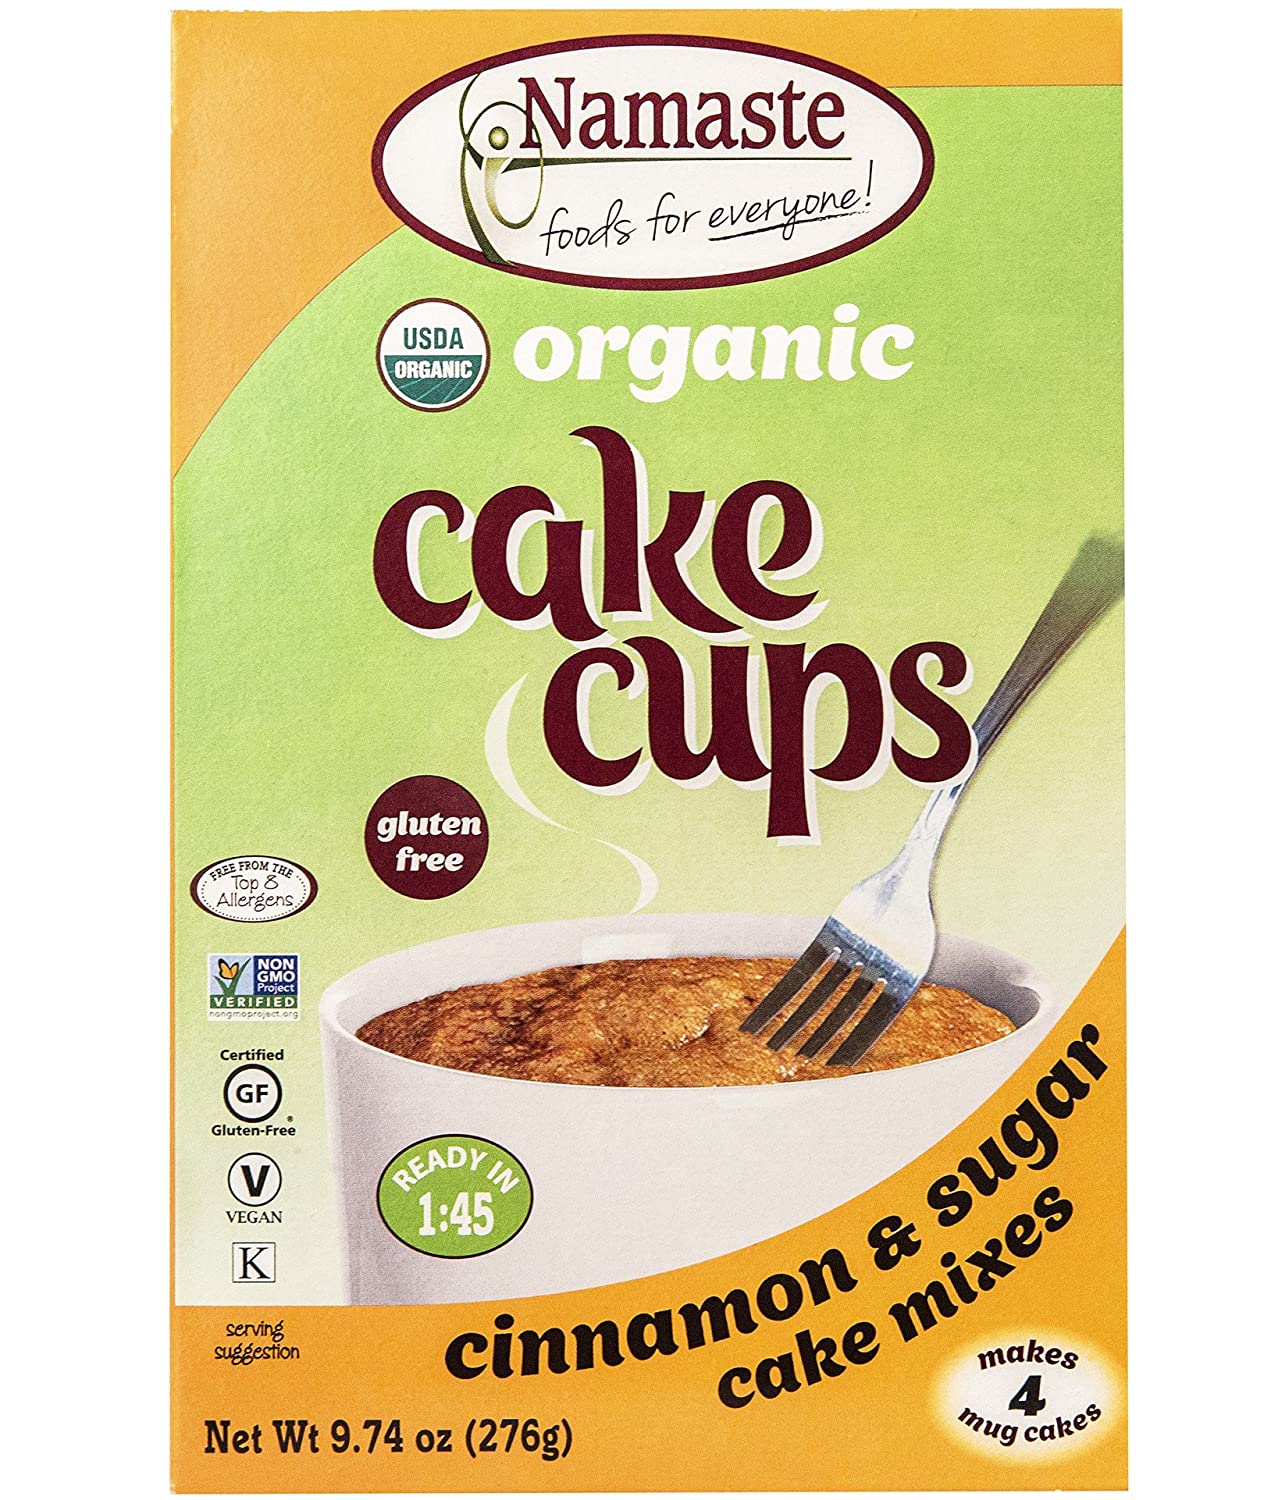 Namaste
foods for everyone!
USDA
ORGANIC
organic
cake
cups
gluten
free
FREE FROM THE
Top 8
Allergens
NON
GMO
Project
VERIFIED
nongmoproject.org
Certified
GF
®
Gluten-Free
V
VEGAN
K
READY IN
1:45
cinnamon & sugar
cake mixes
serving
suggestion
makes
4
mug cakes
Net Wt 9.74 oz (276g)